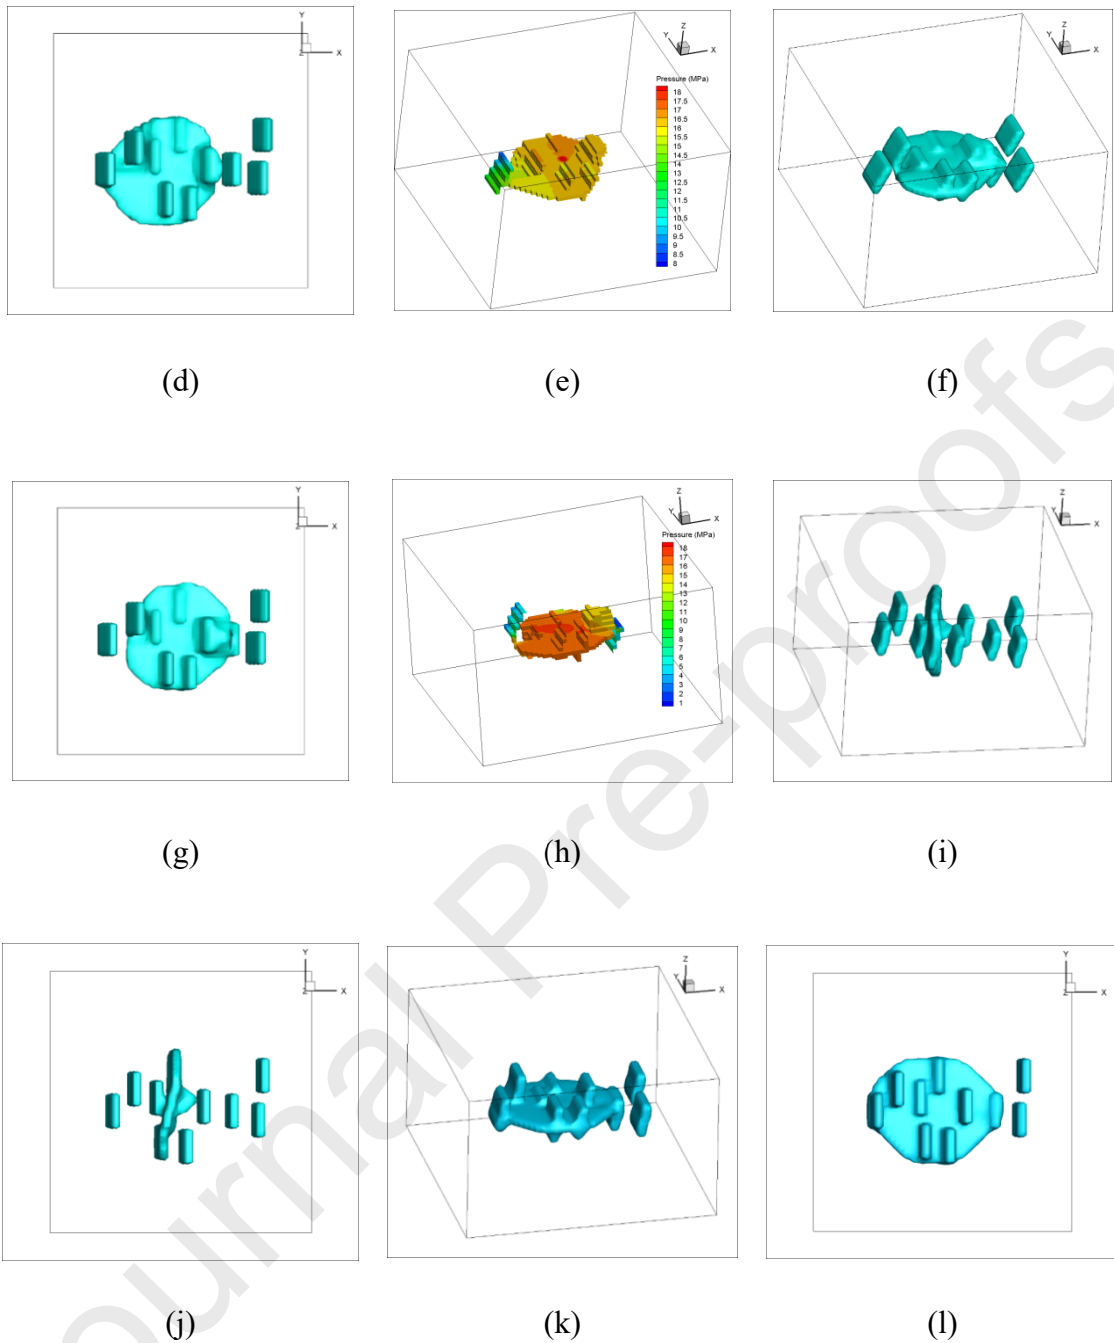 Y
Z X
Y Z X
Pressure (MPa)
18
17.5
17
16.5
16
15.5
15
14.5
14
13.5
13
12.5
12
11.5
11
10.5
10
9.5
9
8.5
8
Y Z X
(d) (e) (f)
Y
Z X
Z
Y X
Pressure (MPa)
18
17
16
15
14
13
12
11
10
9
8
7
6
5
4
3
2
1
Z
Y X
(g) (h) (i)
Y
Z X
Z
Y X
Y
Z X
(j) (k) (l)
Journal Pre-proofs